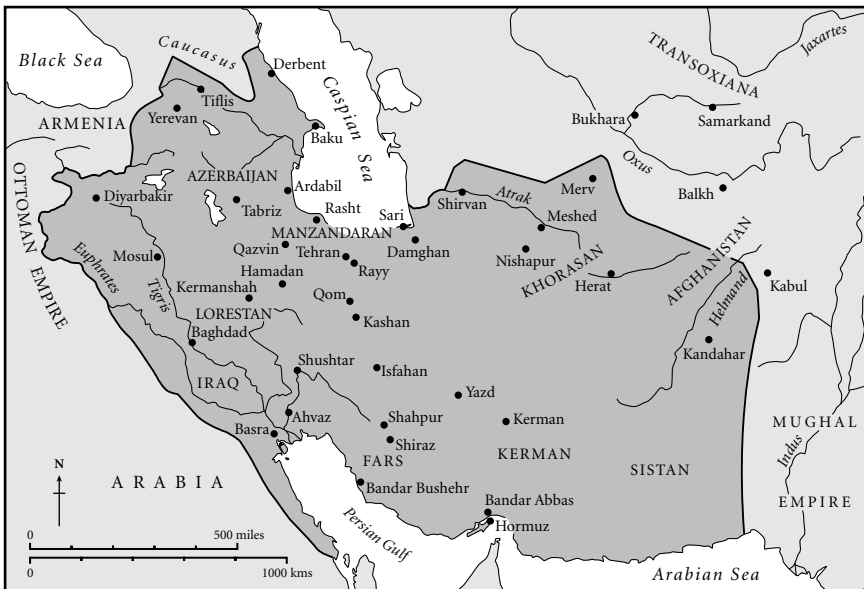 Black Sea
Caucasus
Derbent
Caspian Sea
TRANSOXIANA
Jaxartes
Tiflis
Yerevan
ARMENIA
Baku
Bukhara
Samarkand
Oxus
OTTOMAN EMPIRE
Diyarbakir
AZERBAIJAN
Ardabil
Tabriz
Rasht
Sari
Shirvan
Atrak
Merv
Balkh
MANZANDARAN
Damghan
Meshed
Mosul
Qazvin
Tehran
Rayy
Nishapur
KHORASAN
Herat
AFGHANISTAN
Kabul
Euphrates
Tigris
Hamadan
Kermanshah
Qom
Helmand
LORESTAN
Kashan
Baghdad
Kandahar
Shushtar
Isfahan
IRAQ
Yazd
Ahvaz
Shahpur
Kerman
MUGHAL
EMPIRE
Indus
Basra
Shiraz
FARS
KERMAN
SISTAN
N
ARABIA
Bandar Bushehr
Bandar Abbas
Hormuz
Persian Gulf
Arabian Sea
0 500 miles
0 1000 kms